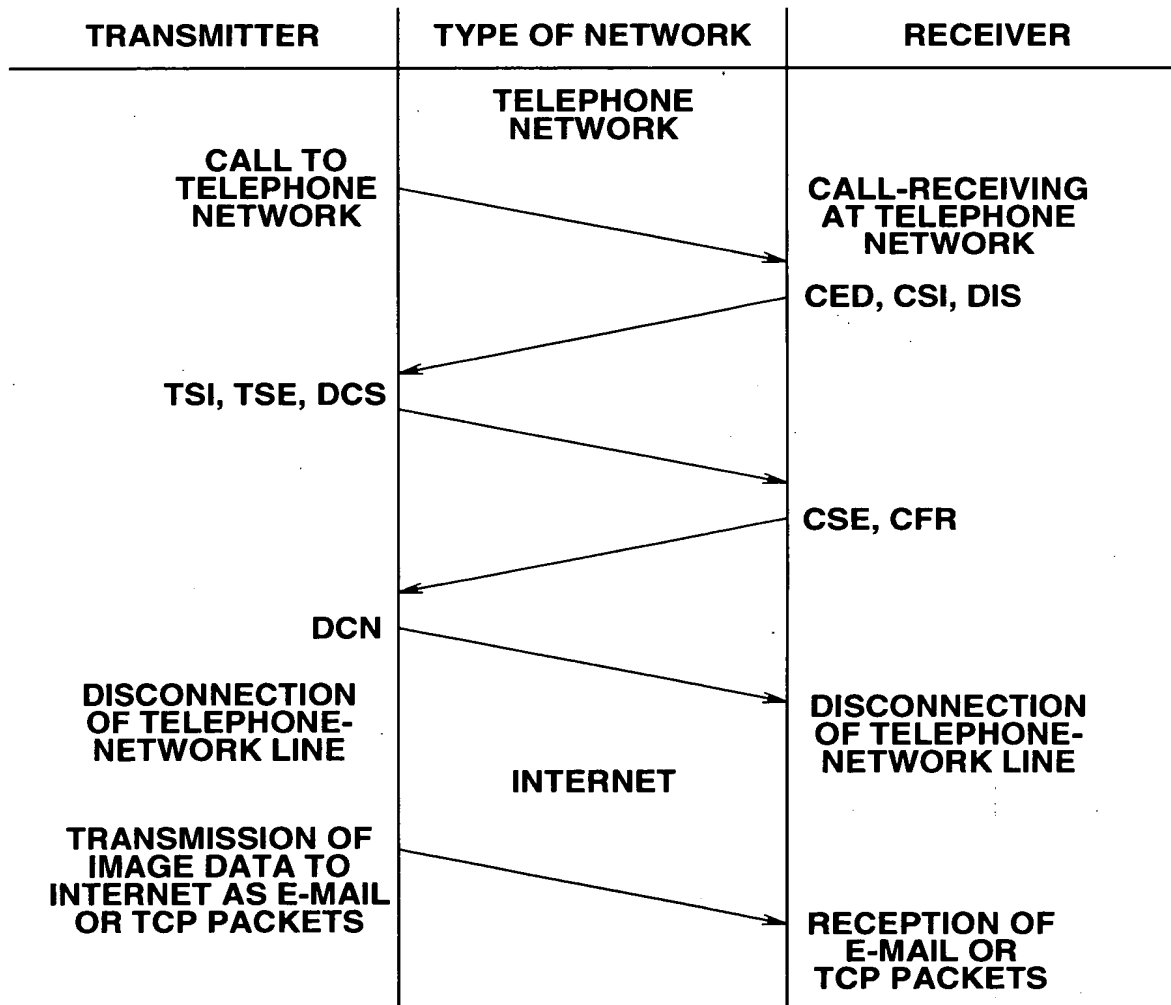 TRANSMITTER
TYPE OF NETWORK
RECEIVER
TELEPHONE
NETWORK
CALL TO
TELEPHONE
NETWORK
CALL-RECEIVING
AT TELEPHONE
NETWORK
CED, CSI, DIS
TSI, TSE, DCS
CSE, CFR
DCN
DISCONNECTION
OF TELEPHONE-
NETWORK LINE
DISCONNECTION
OF TELEPHONE-
NETWORK LINE
INTERNET
TRANSMISSION OF
IMAGE DATA TO
INTERNET AS E-MAIL
OR TCP PACKETS
RECEPTION OF
E-MAIL OR
TCP PACKETS